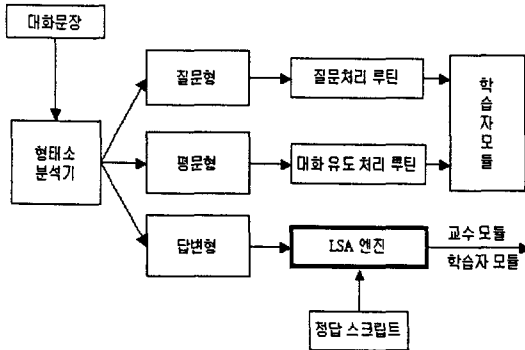 대화문장
질문형
질문처리 루틴
학
습
자
모
듈
형태소
분석기
평문형
대화 유도 처리 루틴
답변형
LSA 엔진
교수 모듈
학습자 모듈
정답 스크립트